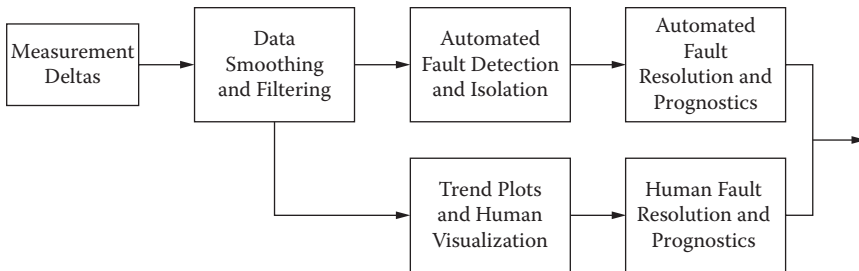 Measurement
Deltas
Data
Smoothing
and Filtering
Automated
Fault Detection
and Isolation
Automated
Fault
Resolution and
Prognostics
Trend Plots
and Human
Visualization
Human Fault
Resolution and
Prognostics